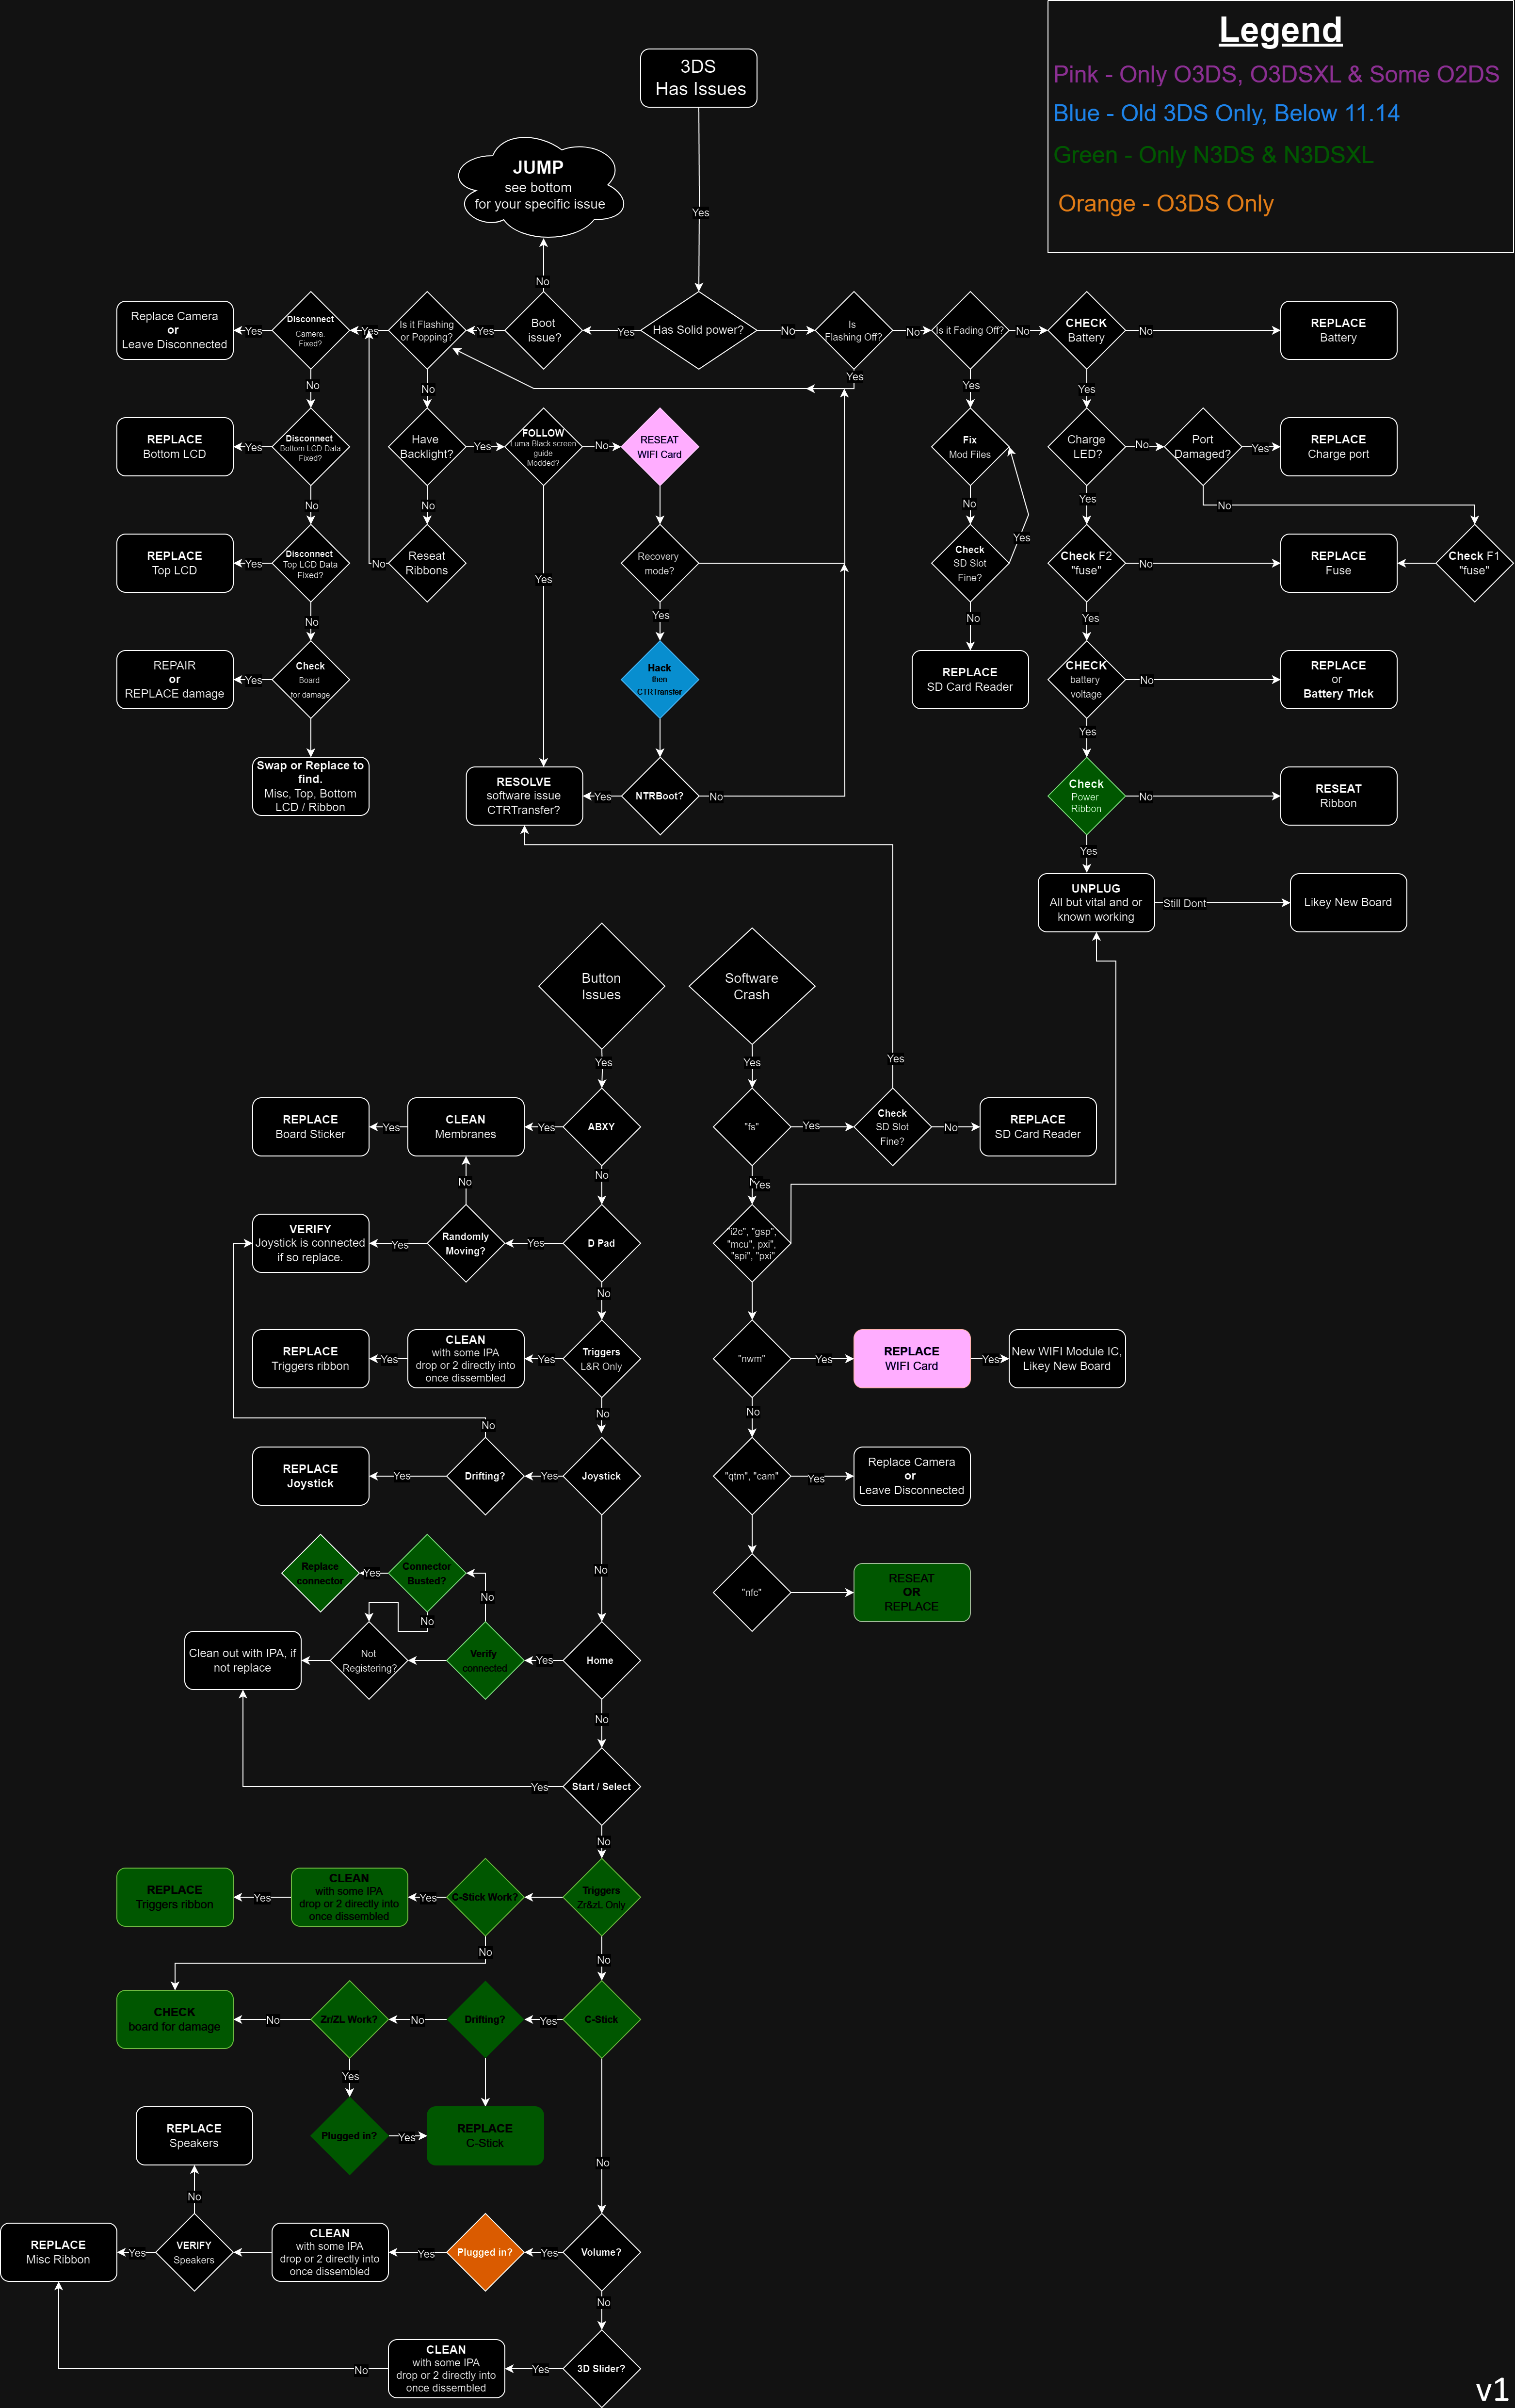 Legend
Pink - Only O3DS, O3DSXL & Some O2DS
Blue - Old 3DS Only, Below 11.14
Green - Only N3DS & N3DSXL
Orange - O3DS Only
3DS
Has Issues
Yes
JUMP
see bottom
for your specific issue
No
Replace Camera
or
Leave Disconnected
Yes
Disconnect
Camera
Fixed?
Yes
Is it Flashing
or Popping?
Yes
Boot
issue?
Yes
Has Solid power?
No
Is
Flashing Off?
No
Is it Fading Off?
No
CHECK
Battery
No
REPLACE
Battery
No
No
Yes
Yes
Yes
REPLACE
Bottom LCD
Yes
Disconnect
Bottom LCD Data
Fixed?
Have
Backlight?
Yes
FOLLOW
Luma Black screen
guide
Modded?
No
RESEAT
WIFI Card
Fix
Mod Files
Charge
LED?
No
Port
Damaged?
Yes
REPLACE
Charge port
No
No
No
Yes
No
REPLACE
Top LCD
Yes
Disconnect
Top LCD Data
Fixed?
No
Reseat
Ribbons
Yes
Recovery
mode?
Check
SD Slot
Fine?
Yes
Check F2
"fuse"
No
REPLACE
Fuse
Check F1
"fuse"
No
Yes
No
Yes
REPAIR
or
REPLACE damage
Yes
Check
Board
for damage
Hack
then
CTRTransfer
REPLACE
SD Card Reader
CHECK
battery
voltage
No
REPLACE
or
Battery Trick
Yes
Swap or Replace to
find.
Misc, Top, Bottom
LCD / Ribbon
RESOLVE
software issue
CTRTransfer?
Yes
NTRBoot?
No
Check
Power
Ribbon
No
RESEAT
Ribbon
Yes
UNPLUG
All but vital and or
known working
Still Dont
Likey New Board
Button
Issues
Software
Crash
Yes
Yes
Yes
REPLACE
Board Sticker
Yes
CLEAN
Membranes
Yes
ABXY
"fs"
Yes
Check
SD Slot
Fine?
No
REPLACE
SD Card Reader
No
No
Yes
VERIFY
Joystick is connected
if so replace.
Yes
Randomly
Moving?
Yes
D Pad
"i2c", "gsp",
"mcu", pxi",
"spi", "pxi"
No
REPLACE
Triggers ribbon
Yes
CLEAN
with some IPA
drop or 2 directly into
once dissembled
Yes
Triggers
L&R Only
"nwm"
Yes
REPLACE
WIFI Card
Yes
New WIFI Module IC,
Likey New Board
No
No
No
REPLACE
Joystick
Yes
Drifting?
Yes
Joystick
"qtm", "cam"
Yes
Replace Camera
or
Leave Disconnected
No
Replace
connector
Yes
Connector
Busted?
No
No
"nfc"
RESEAT
OR
REPLACE
Clean out with IPA, if
not replace
Not
Registering?
Verify
connected
Yes
Home
No
Yes
Start / Select
No
REPLACE
Triggers ribbon
Yes
CLEAN
with some IPA
drop or 2 directly into
once dissembled
Yes
C-Stick Work?
Triggers
Zr&zL Only
No
No
CHECK
board for damage
No
Zr/ZL Work?
No
Drifting?
Yes
C-Stick
Yes
Plugged in?
Yes
REPLACE
C-Stick
REPLACE
Speakers
No
No
REPLACE
Misc Ribbon
Yes
VERIFY
Speakers
CLEAN
with some IPA
drop or 2 directly into
once dissembled
Yes
Plugged in?
Yes
Volume?
No
No
CLEAN
with some IPA
drop or 2 directly into
once dissembled
Yes
3D Slider?
v1